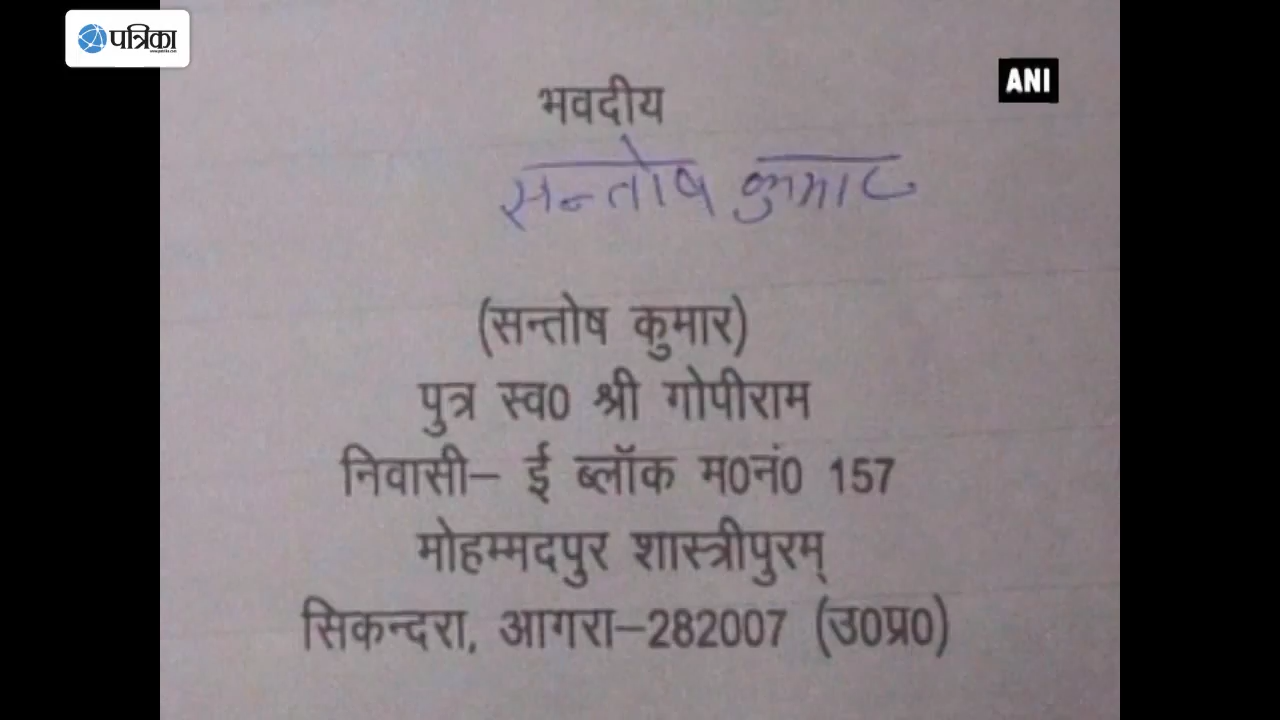 पत्रिका
ANI
भवदीय
सन्तोष कुमार
(सन्तोष कुमार)
पुत्र स्व0 श्री गोपीराम
निवासी– ई ब्लॉक म0नं0 157
मोहम्मदपुर शास्त्रीपुरम्
सिकन्दरा, आगरा–282007 (उ0प्र0)